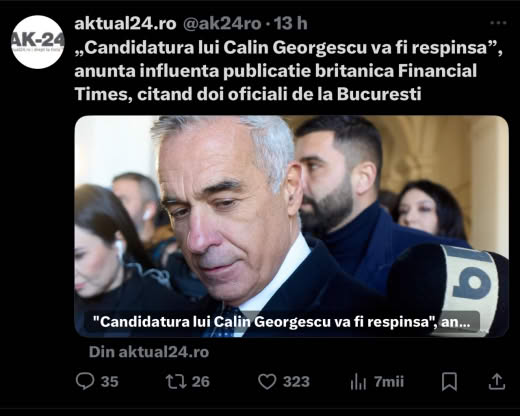 aktual24.ro @ak24ro · 13 h
AK-24
„Candidatura lui Calin Georgescu va fi respinsa”,
anunta influenta publicatie britanica Financial
Times, citand doi oficiali de la Bucuresti
"Candidatura lui Calin Georgescu va fi respinsa", an...
Din aktual24.ro
35 26 323 7mii